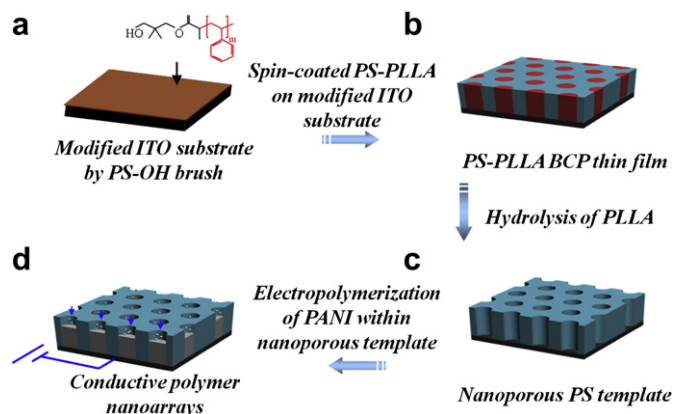 a
HO
O
O
m
Modified ITO substrate
by PS-OH brush
Spin-coated PS-PLLA
on modified ITO
substrate
b
PS-PLLA BCP thin film
Hydrolysis of PLLA
d
Conductive polymer
nanoarrays
Electropolymerization
of PANI within
nanoporous template
c
Nanoporous PS template